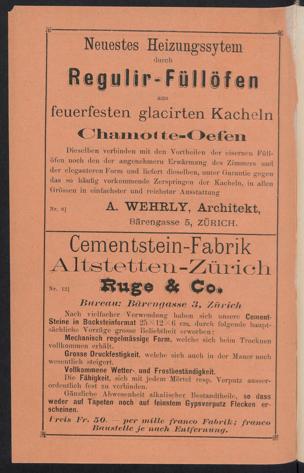 Neuestes Heizungssytem
durch
Regulir-Füllöfen
aus
feuerfesten glacirten Kacheln
Chamotte-Oefen
Dieselben verbinden mit den Vortheilen der eisernen Füll-
öfen noch den der angenehmern Erwärmung des Zimmers und
der eleganteren Form und liefert dieselben, unter Garantie gegen
das so häufig vorkommende Zerspringen der Kacheln, in allen
Grössen in einfachster und reichster Ausstattung
Nr. 8]
A. WEHRLY, Architekt,
Bärengasse 5, ZÜRICH.
Cementstein-Fabrik
Altstetten-Zürich
Nr. 12]
Ruge & Co.
Bureau: Bärengasse 3, Zürich
Nach vielfacher Verwendung haben sich unsere Cement-
Steine in Backsteinformat 25×12×6 cm, durch folgende haupt-
sächliche Vorzüge grosse Beliebtheit erworben:
Mechanisch regelmässige Form, welche sich beim Trocknen
vollkommen erhält.
Grosse Druckfestigkeit, welche sich auch in der Mauer noch
wesentlich steigert.
Vollkommene Wetter- und Frostbeständigkeit.
Die Fähigkeit, sich mit jedem Mörtel resp. Verputz ausser-
ordentlich fest zu verbinden.
Gänzliche Abwesenheit alkalischer Bestandtheile, so dass
weder auf Tapeten noch auf feinstem Gypsverputz Flecken er-
scheinen.
Preis Fr. 50. — per mille franco Fabrik; franco
Baustelle je nach Entfernung.